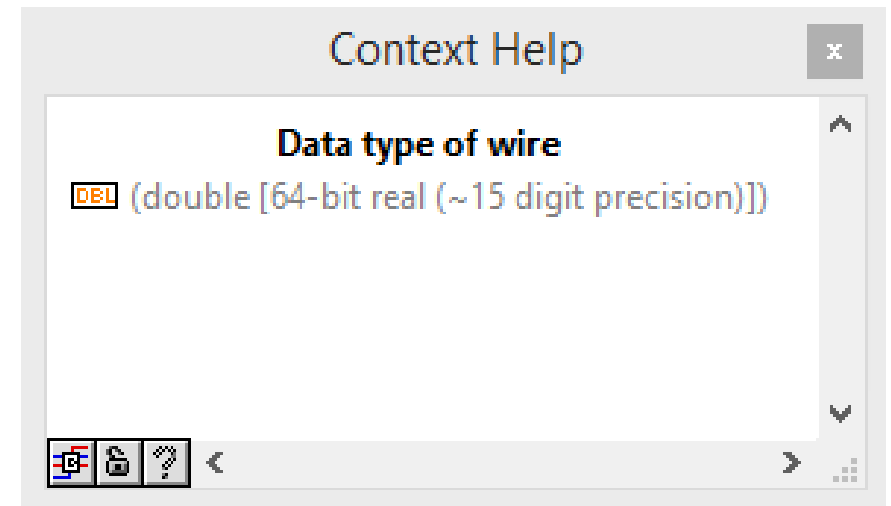 Context Help
x
Data type of wire
DBL (double [64-bit real (~15 digit precision)])
?